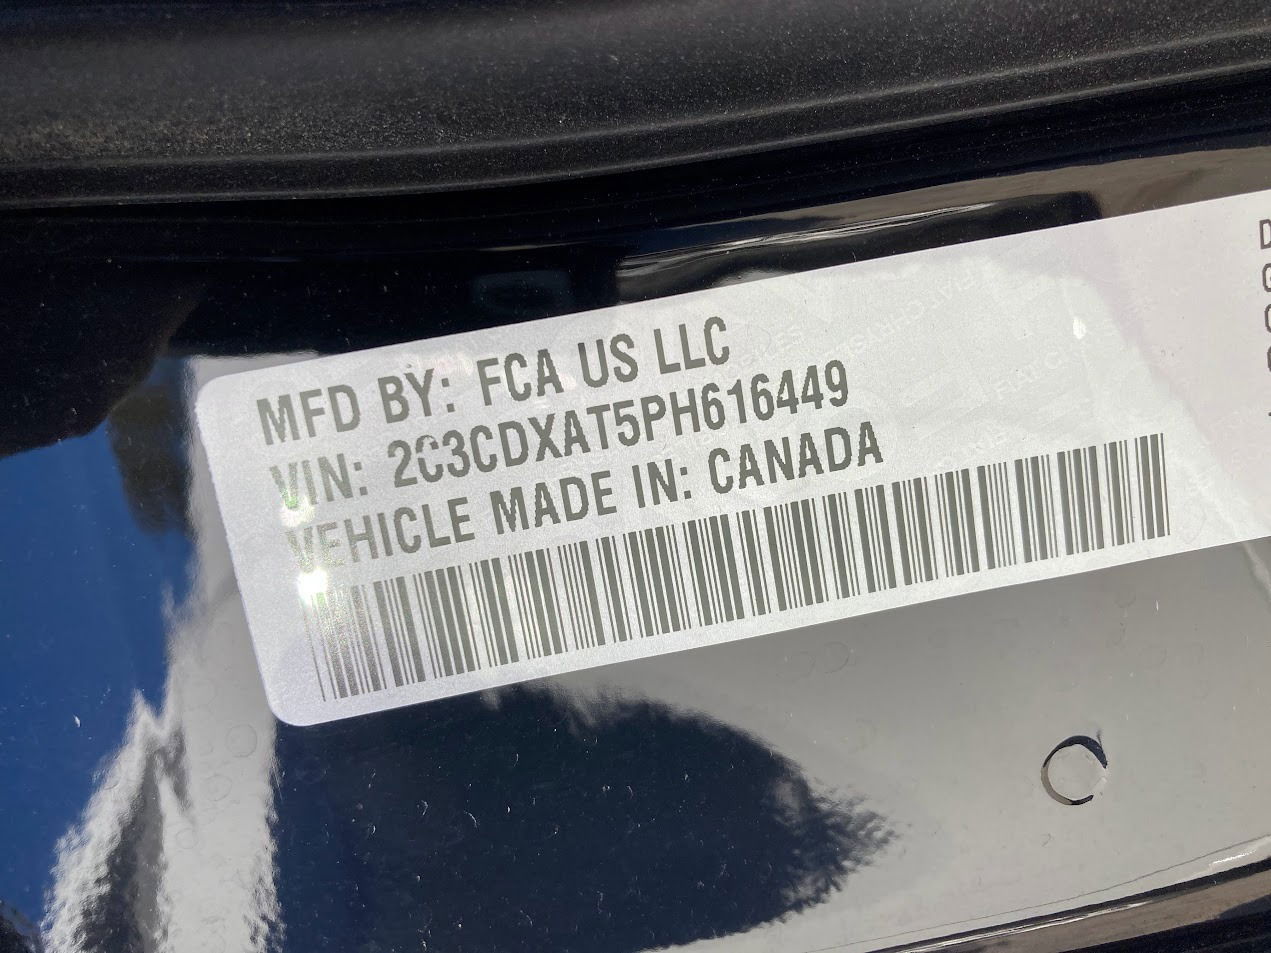 MFD BY: FCA US LLC
VIN: 2C3CDXAT5PH616449
VEHICLE MADE IN: CANADA